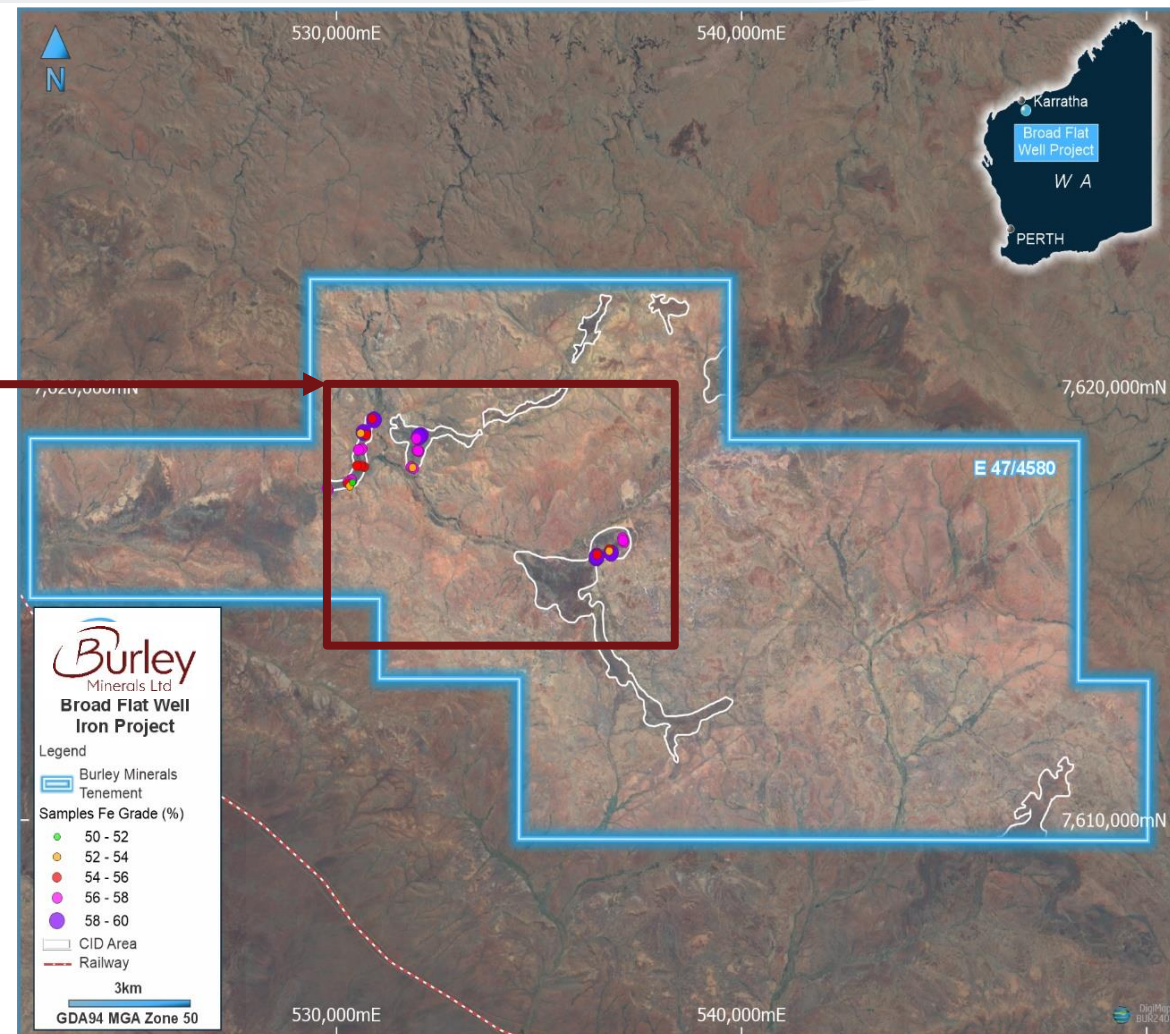 530,000mE
540,000mE
N
Karratha
Broad Flat
Well Project
W A
PERTH
7,620,000mN
7,620,000mN
E 47/4580
7,610,000mN
Burley
Minerals Ltd
Broad Flat Well
Iron Project
Legend
Burley Minerals
Tenement
Samples Fe Grade (%)
50 - 52
52 - 54
54 - 56
56 - 58
58 - 60
CID Area
Railway
3km
GDA94 MGA Zone 50
530,000mE
540,000mE